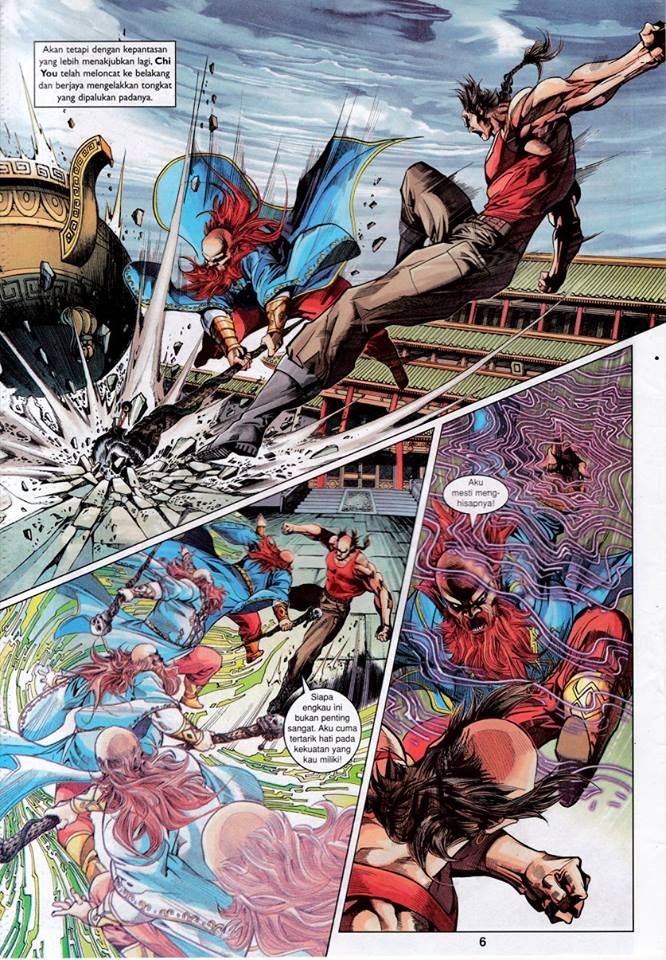 Akan tetapi dengan kepantasan
yang lebih menakjubkan lagi, Chi
You telah meloncat ke belakang
dan berjaya mengelakkan tongkat
yang dipalukan padanya.
Aku
mesti meng-
hisapnya!
Siapa
engkau ini
bukan penting
sangat. Aku cuma
tertarik hati pada
kekuatan yang
kau miliki!
6